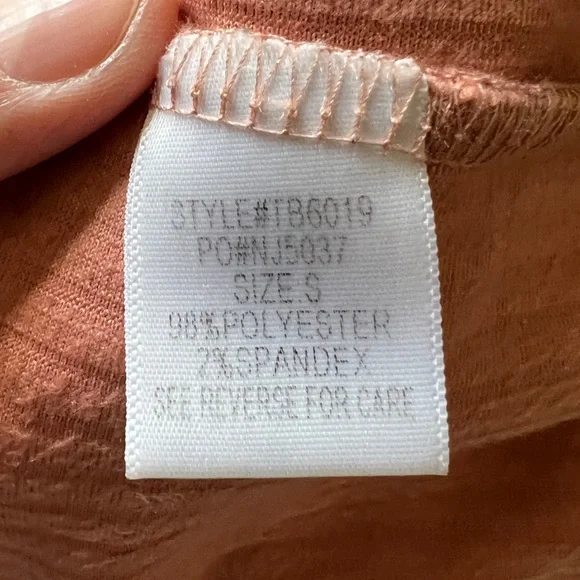 STYLE#TB6019
PO#NJ5037
SIZE S
98%POLYESTER
2%SPANDEX
SEE REVERSE FOR CARE